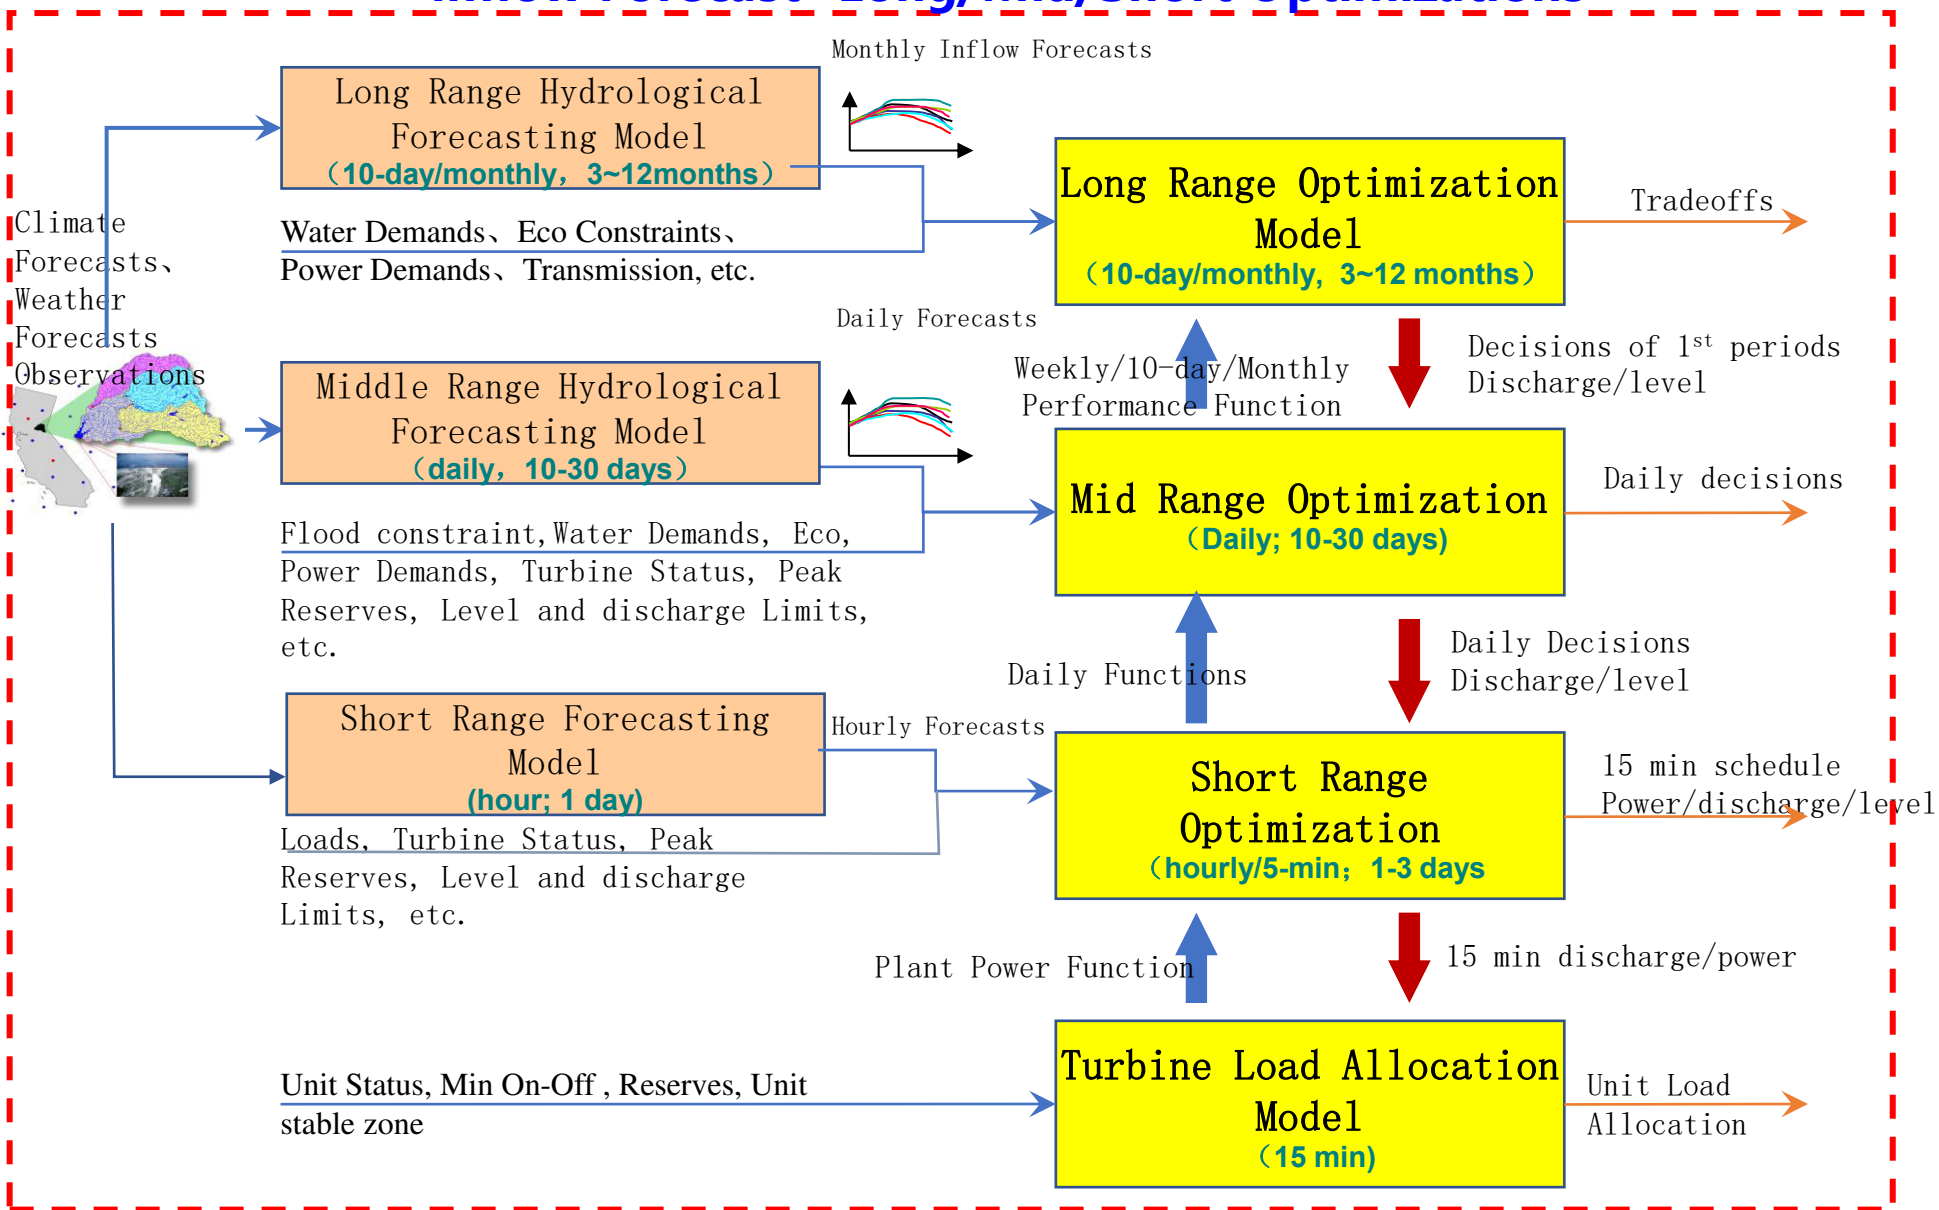 Inflow Forecast Long/Mid/Short Optimizations
Monthly Inflow Forecasts
Long Range Hydrological
Forecasting Model
（10-day/monthly，3~12months）
Long Range Optimization
Model
（10-day/monthly, 3~12 months）
Tradeoffs
Climate
Forecasts、
Weather
Forecasts
Observations
Water Demands、Eco Constraints、
Power Demands、Transmission, etc.
Daily Forecasts
Weekly/10-day/Monthly
Performance Function
Decisions of 1st periods
Discharge/level
Middle Range Hydrological
Forecasting Model
（daily，10-30 days）
Mid Range Optimization
（Daily; 10-30 days)
Daily decisions
Flood constraint,Water Demands, Eco,
Power Demands, Turbine Status, Peak
Reserves, Level and discharge Limits,
etc.
Daily Functions
Daily Decisions
Discharge/level
Short Range Forecasting
Model
(hour; 1 day)
Hourly Forecasts
Short Range
Optimization
（hourly/5-min；1-3 days
15 min schedule
Power/discharge/level
Loads, Turbine Status, Peak
Reserves, Level and discharge
Limits, etc.
Plant Power Function
15 min discharge/power
Unit Status, Min On-Off , Reserves, Unit
stable zone
Turbine Load Allocation
Model
（15 min)
Unit Load
Allocation